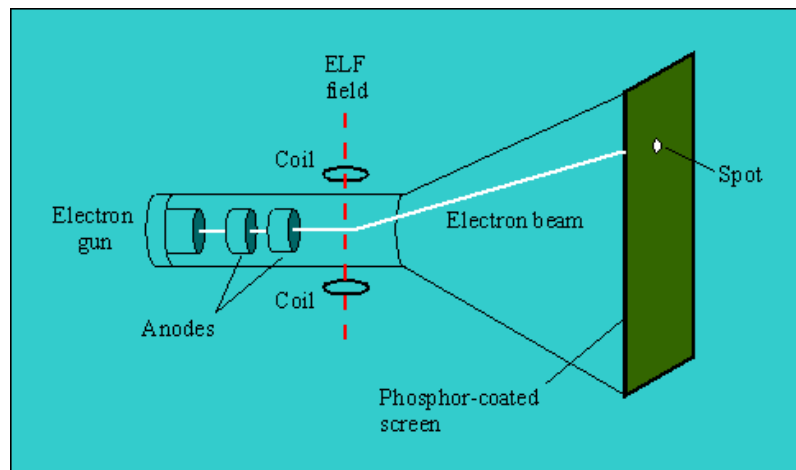 ELF
field
Coil
Spot
Electron
gun
Electron beam
Coil
Anodes
Phosphor-coated
screen